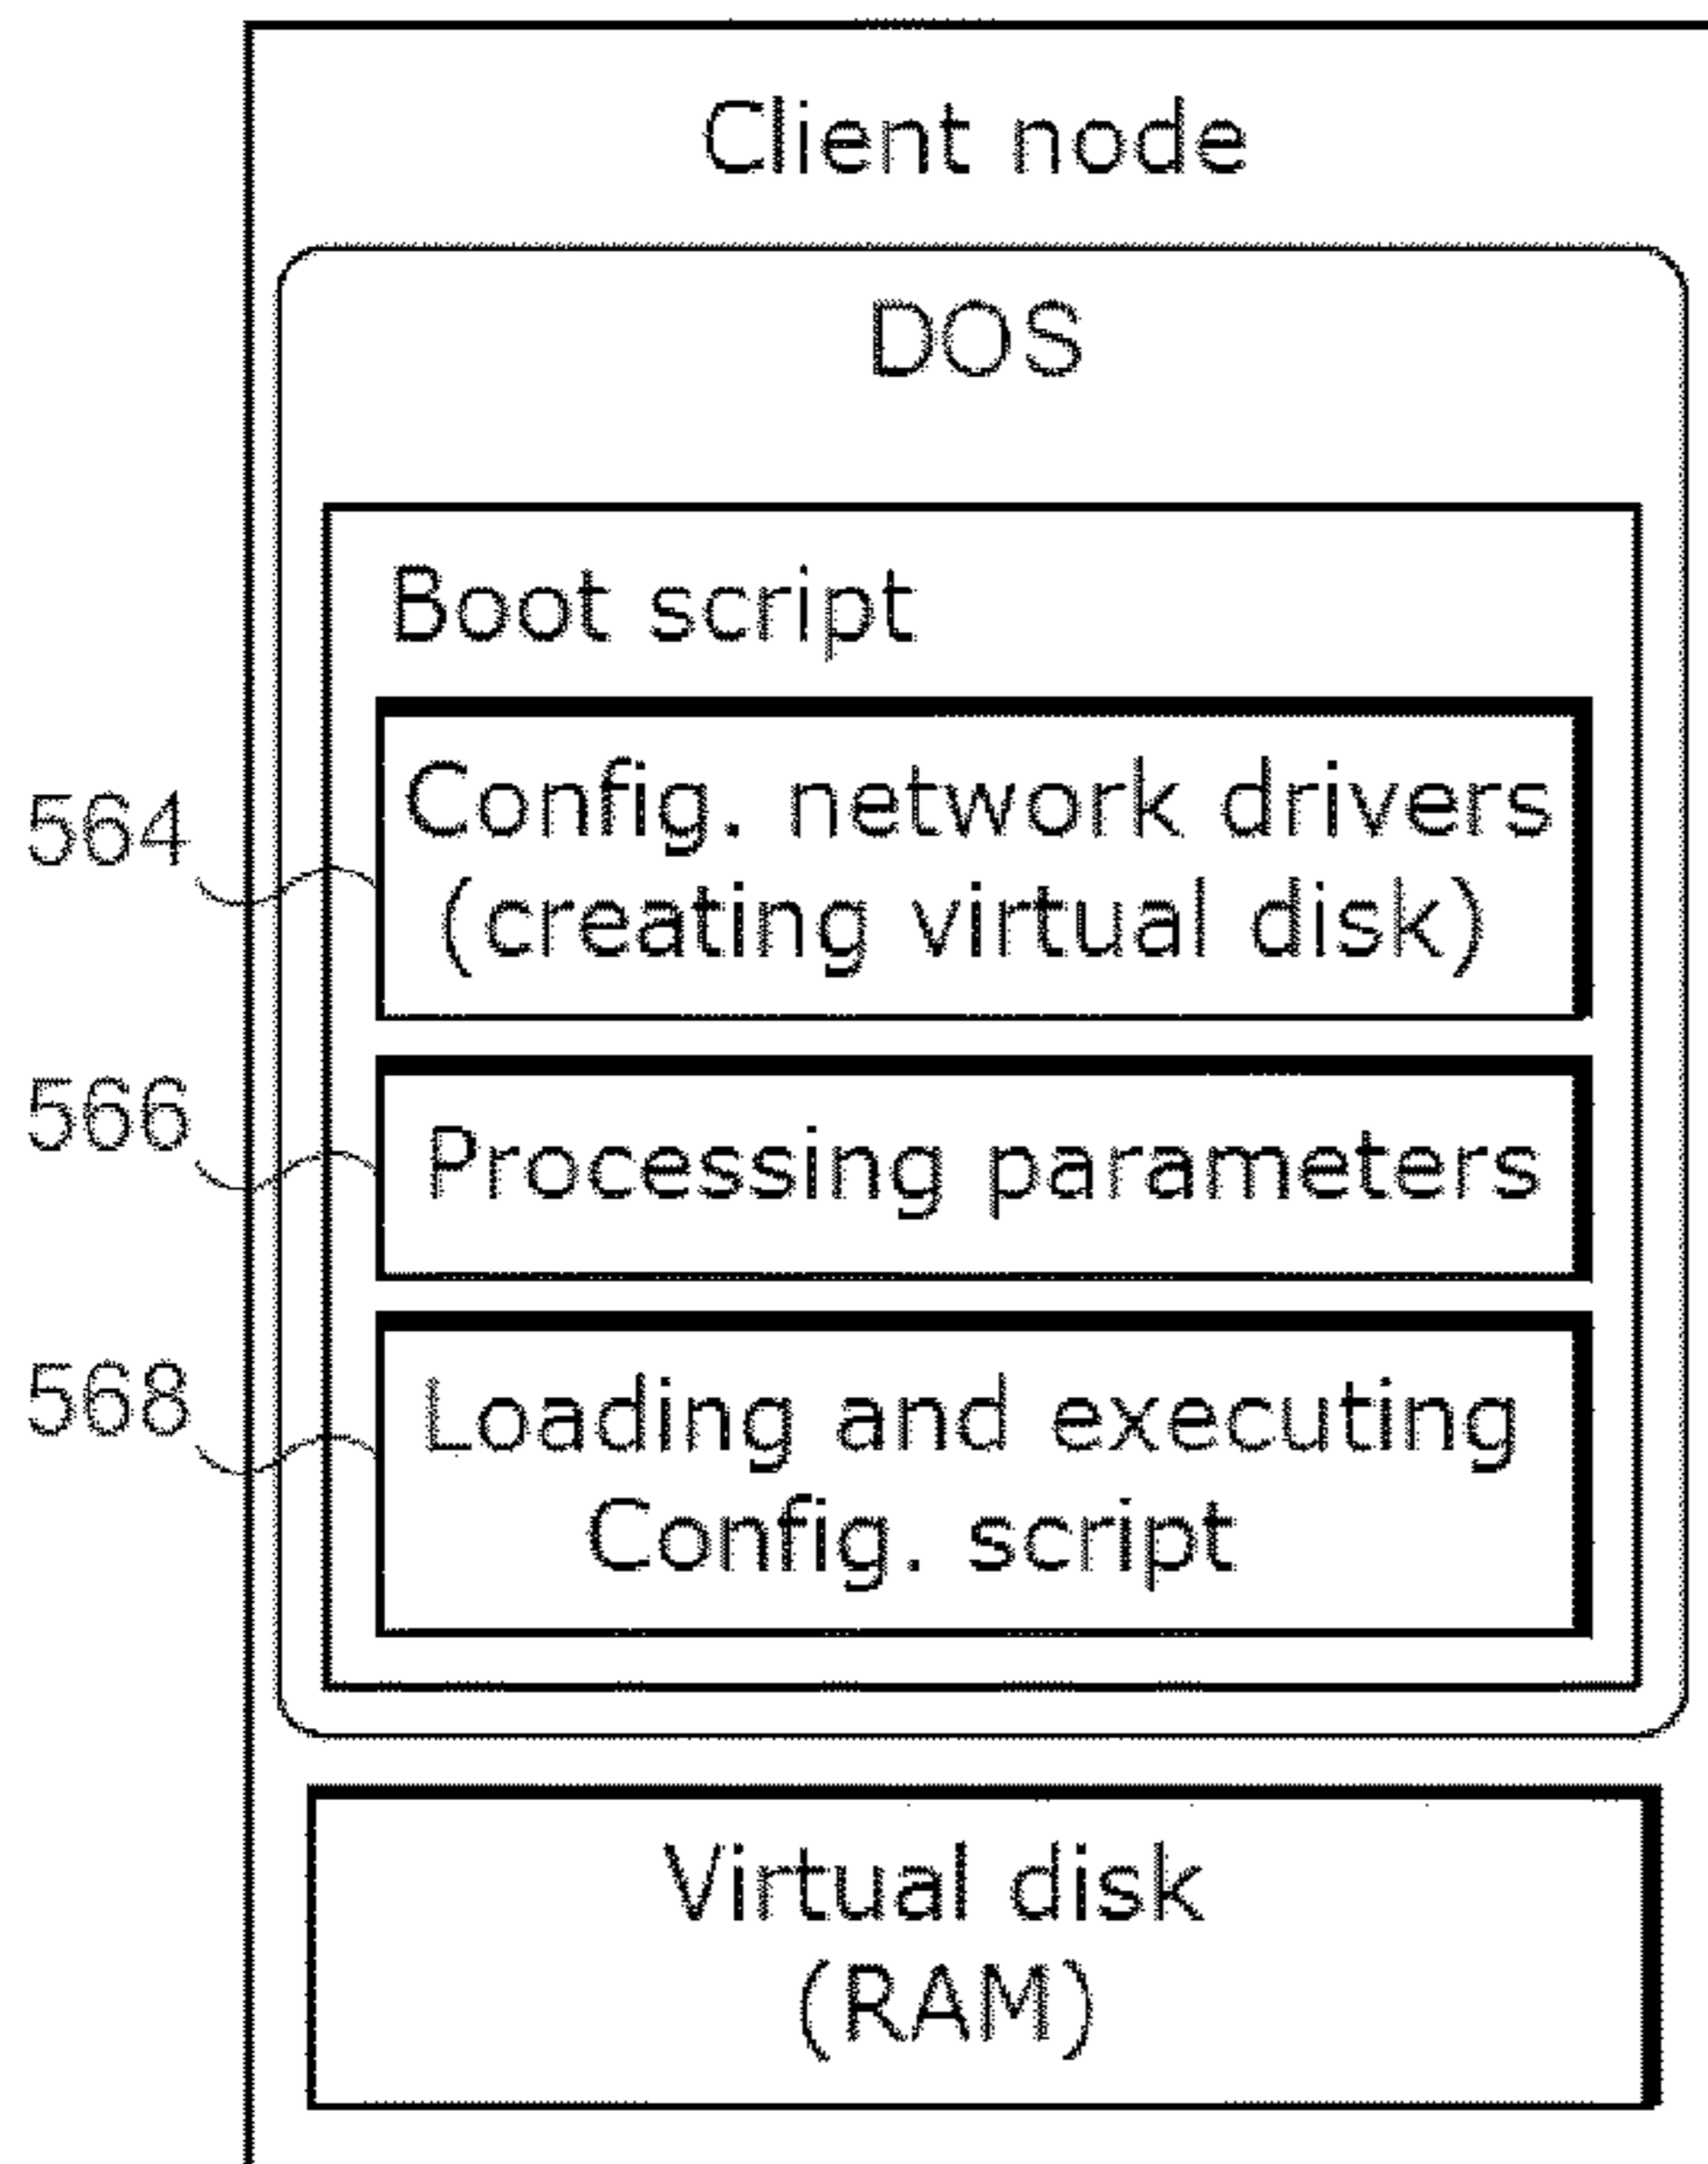 Client node
DOS
Boot script
564
Config. network drivers
(creating virtual disk)
566
Processing parameters
568
Loading and executing
Config. script
Virtual disk
(RAM)